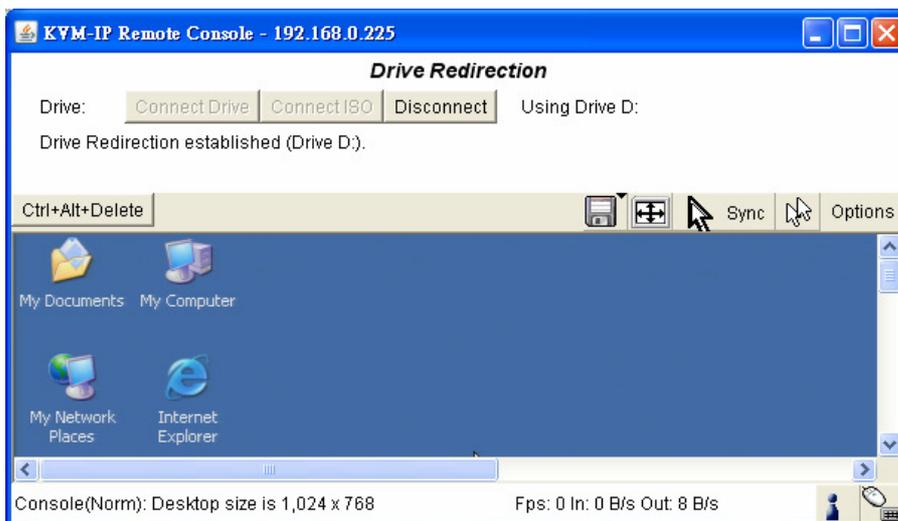 KVM-IP Remote Console - 192.168.0.225
Drive Redirection
Drive: Connect Drive Connect ISO Disconnect Using Drive D:
Drive Redirection established (Drive D:).
Ctrl+Alt+Delete Sync Options
My Documents My Computer
My Network Places Internet Explorer
Console(Norm): Desktop size is 1,024 x 768 Fps: 0 In: 0 B/s Out: 8 B/s